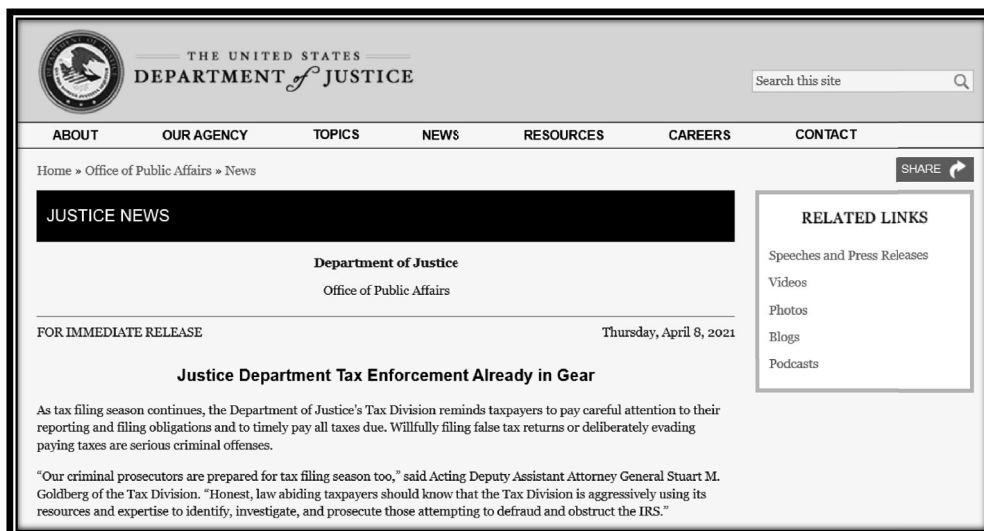 THE UNITED STATES
DEPARTMENT of JUSTICE
Search this site
ABOUT OUR AGENCY TOPICS NEWS RESOURCES CAREERS CONTACT
Home » Office of Public Affairs » News
SHARE
JUSTICE NEWS
Department of Justice
Office of Public Affairs
FOR IMMEDIATE RELEASE Thursday, April 8, 2021
Justice Department Tax Enforcement Already in Gear
As tax filing season continues, the Department of Justice's Tax Division reminds taxpayers to pay careful attention to their
reporting and filing obligations and to timely pay all taxes due. Willfully filing false tax returns or deliberately evading
paying taxes are serious criminal offenses.
“Our criminal prosecutors are prepared for tax filing season too,” said Acting Deputy Assistant Attorney General Stuart M.
Goldberg of the Tax Division. “Honest, law abiding taxpayers should know that the Tax Division is aggressively using its
resources and expertise to identify, investigate, and prosecute those attempting to defraud and obstruct the IRS.”
RELATED LINKS
Speeches and Press Releases
Videos
Photos
Blogs
Podcasts